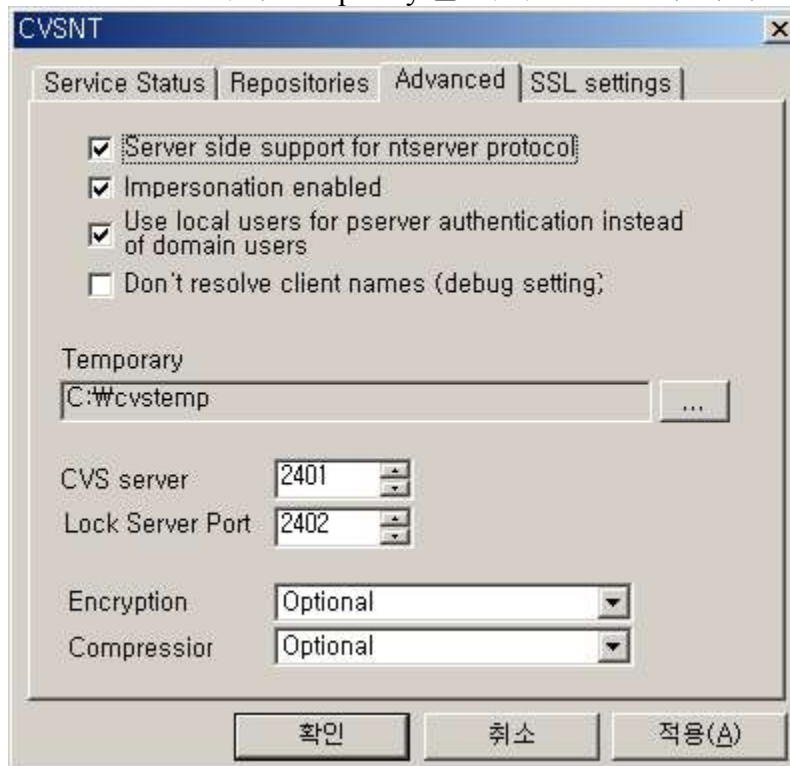 CVSNT
Service Status Repositories Advanced SSL settings
Server side support for ntserver protocol
Impersonation enabled
Use local users for pserver authentication instead
of domain users
Don't resolve client names (debug setting)
Temporary
C:₩cvstemp
...
CVS server 2401
Lock Server Port 2402
Encryption Optional
Compressior Optional
확인 취소 적용(A)